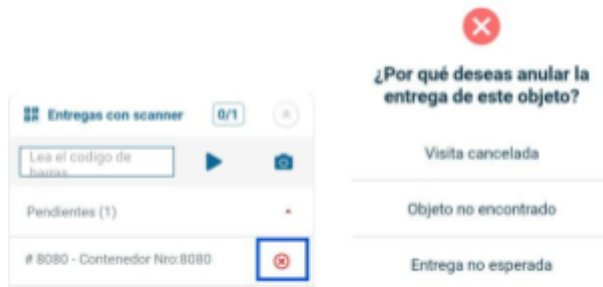 Entregas con scanner 0/1
Lea el codigo de
barras
Pendientes (1)
# 8080 - Contenedor Nro:8080
¿Por qué deseas anular la
entrega de este objeto?
Visita cancelada
Objeto no encontrado
Entrega no esperada